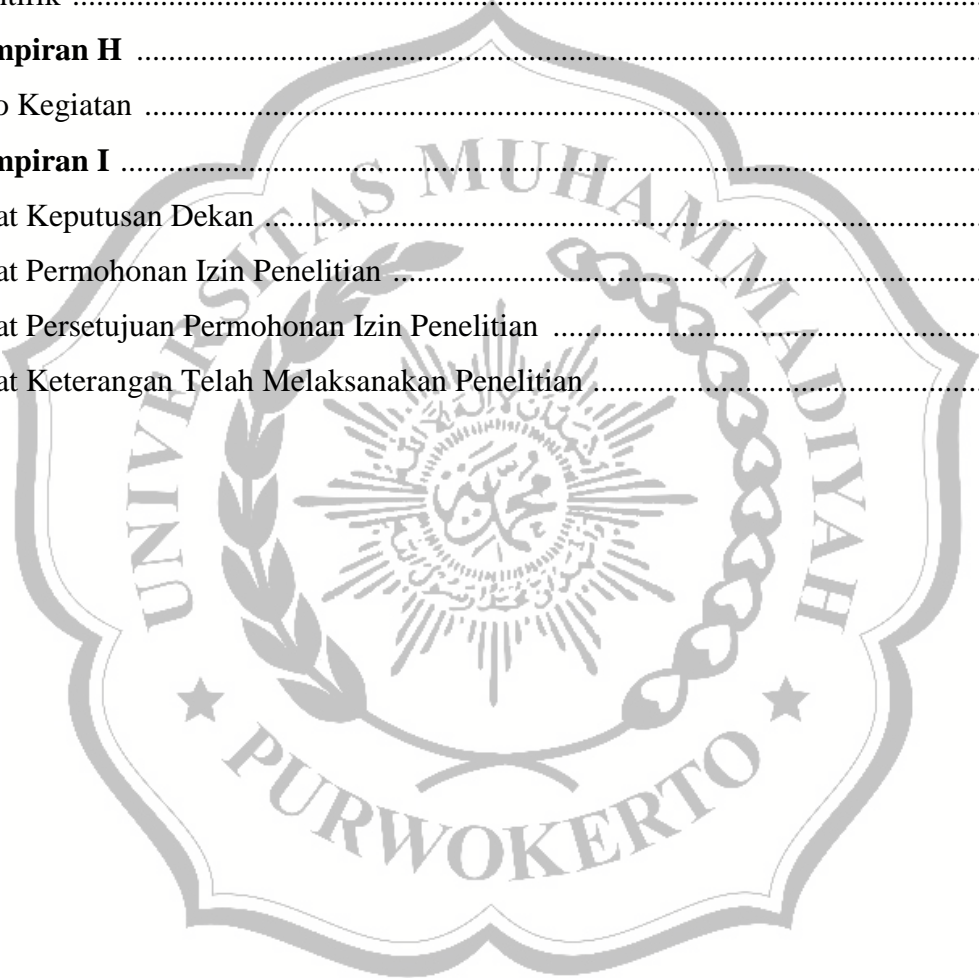 mpiran H ................................................................................
o Kegiatan ................................................................................
mpiran I ................................................................................
at Keputusan Dekan ................................................................................
at Permohonan Izin Penelitian ................................................................................
at Persetujuan Permohonan Izin Penelitian ................................................................................
at Keterangan Telah Melaksanakan Penelitian ................................................................................
UNIVERSITAS MUHAMMADIYAH
PURWOKERTO